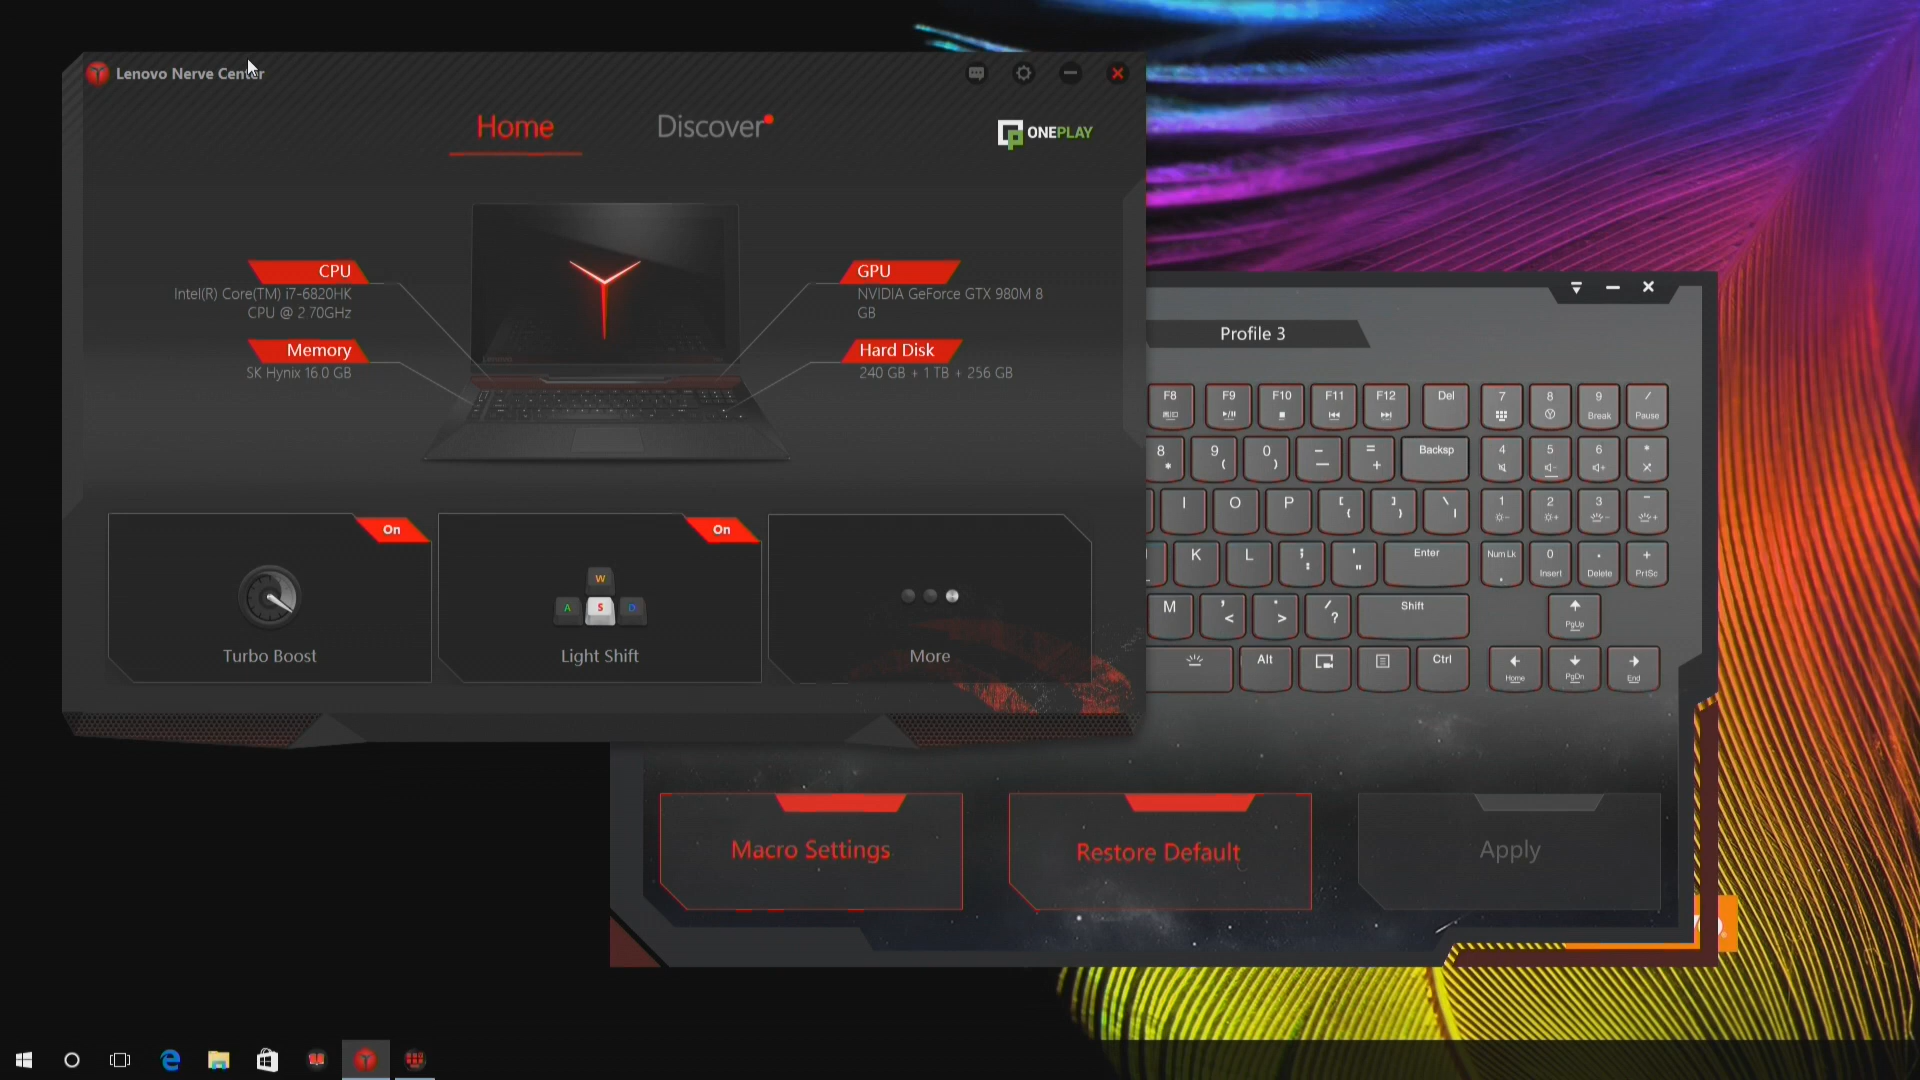 Lenovo Nerve Center
Home
Discover
ONEPLAY
CPU
Intel(R) Core(TM) i7-6820HK
CPU @ 2.70GHz
Memory
SK Hynix 16.0 GB
GPU
NVIDIA GeForce GTX 980M 8
GB
Hard Disk
240 GB + 1 TB + 256 GB
On
Turbo Boost
On
W
A S D
Light Shift
More
Profile 3
F8 F9 F10 F11 F12 Del 7 8 9 /
Break Pause
8 9 0 - = Backsp 4 5 6 *
* ( ) — +
I O P [ ] \ 1 2 3 -
{ } |
K L ; ' Enter Num Lk 0 . +
: " . Insert Delete PrtSc
M , . / Shift
< > ? PgUp
Alt Ctrl
Home PgDn End
Macro Settings
Restore Default
Apply